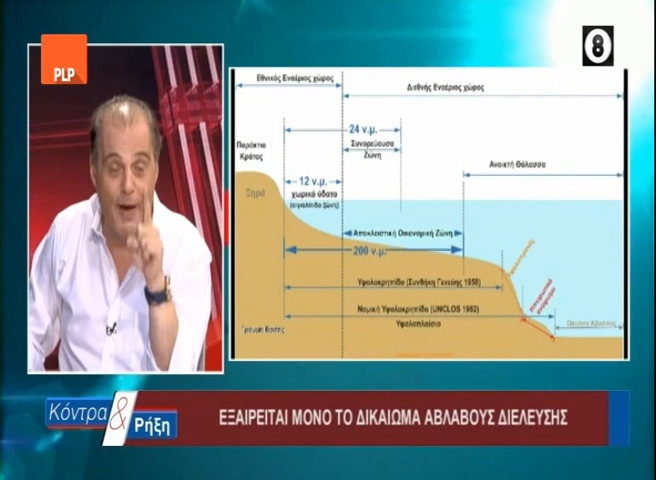 PLP
8
Εθνικός Εναέριος χώρος
Διεθνής Εναέριος χώρος
24 ν.μ.
Συνορεύουσα
Ζώνη
Παράκτιο
Κράτος
Ανοικτή Θάλασσα
12 ν.μ.
χωρικά ύδατα
(αιγιαλίτιδα ζώνη)
Ξηρά
Αποκλειστική Οικονομική Ζώνη
200 ν.μ.
Υφαλοκρηπίδα (Συνθήκη Γενεύης 1958)
Νομική Υφαλοκρηπίδα (UNCLOS 1982)
Υφαλοπλαίσιο
Γραμμή Βάσης
Κόντρα
&
Ρήξη
ΕΞΑΙΡΕΙΤΑΙ ΜΟΝΟ ΤΟ ΔΙΚΑΙΩΜΑ ΑΒΛΑΒΟΥΣ ΔΙΕΛΕΥΣΗΣ